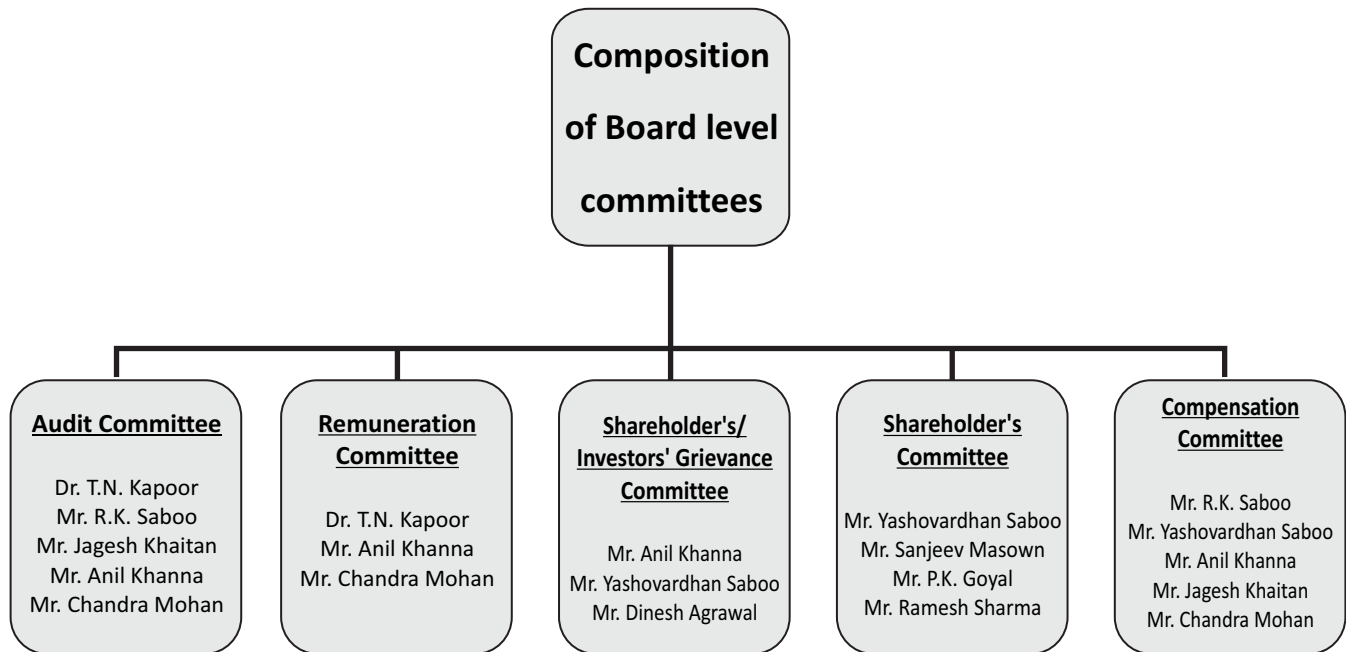 Composition
of Board level
committees
Audit Committee
Dr. T.N. Kapoor
Mr. R.K. Saboo
Mr. Jagesh Khaitan
Mr. Anil Khanna
Mr. Chandra Mohan
Remuneration
Committee
Dr. T.N. Kapoor
Mr. Anil Khanna
Mr. Chandra Mohan
Shareholder's/
Investors' Grievance
Committee
Mr. Anil Khanna
Mr. Yashovardhan Saboo
Mr. Dinesh Agrawal
Shareholder's
Committee
Mr. Yashovardhan Saboo
Mr. Sanjeev Masown
Mr. P.K. Goyal
Mr. Ramesh Sharma
Compensation
Committee
Mr. R.K. Saboo
Mr. Yashovardhan Saboo
Mr. Anil Khanna
Mr. Jagesh Khaitan
Mr. Chandra Mohan